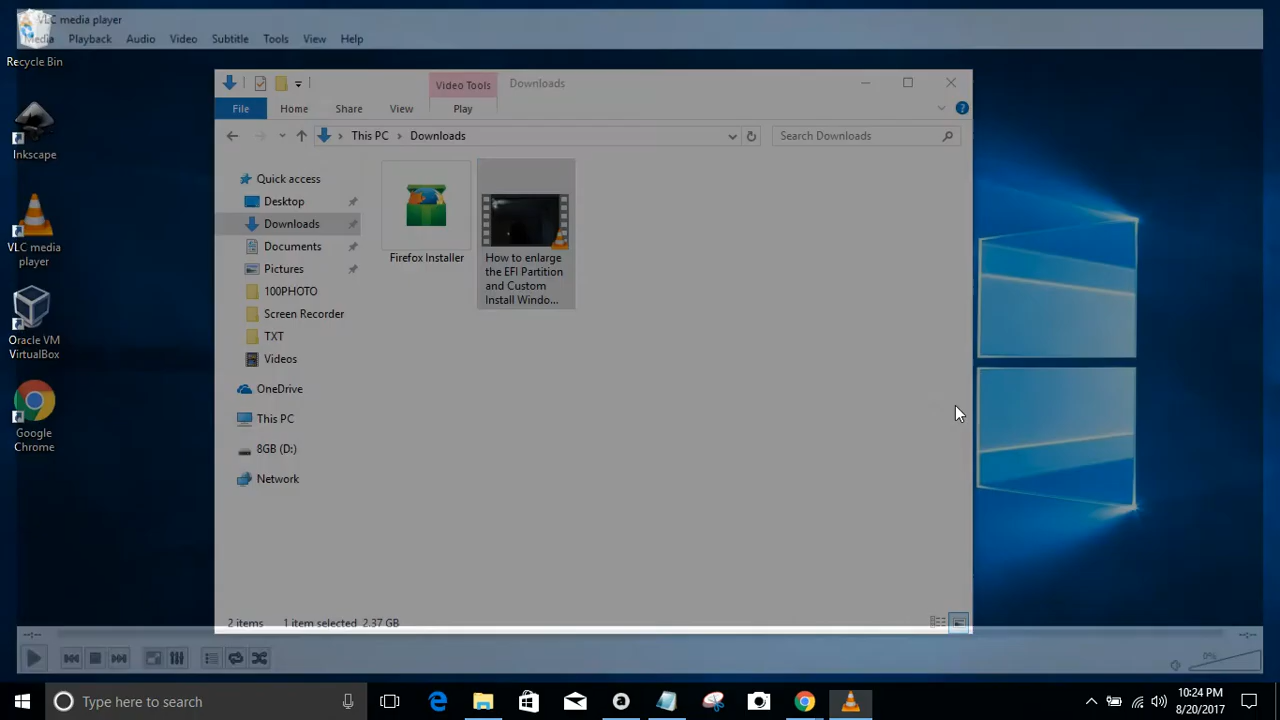 VLC media player
Media Playback Audio Video Subtitle Tools View Help
Recycle Bin
Inkscape
VLC media
player
Oracle VM
VirtualBox
Google
Chrome
Video Tools Downloads
File Home Share View Play
This PC Downloads
Search Downloads
Quick access
Desktop
Downloads
Documents
Pictures
100PHOTO
Screen Recorder
TXT
Videos
OneDrive
This PC
8GB (D:)
Network
Firefox Installer
How to enlarge
the EFI Partition
and Custom
Install Windo...
2 items 1 item selected 2.37 GB
0%
Type here to search
10:24 PM
8/20/2017